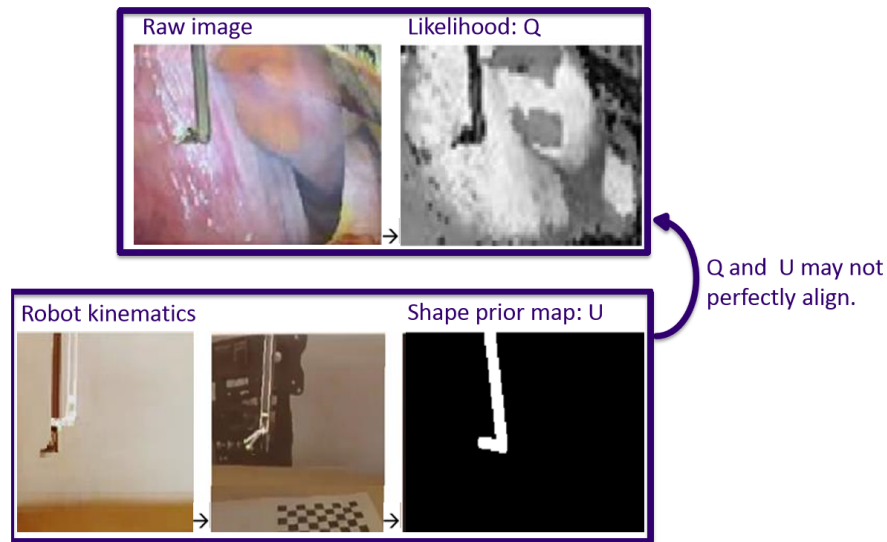 Raw image
Likelihood: Q
→
Q and U may not
perfectly align.
Robot kinematics
Shape prior map: U
→
→